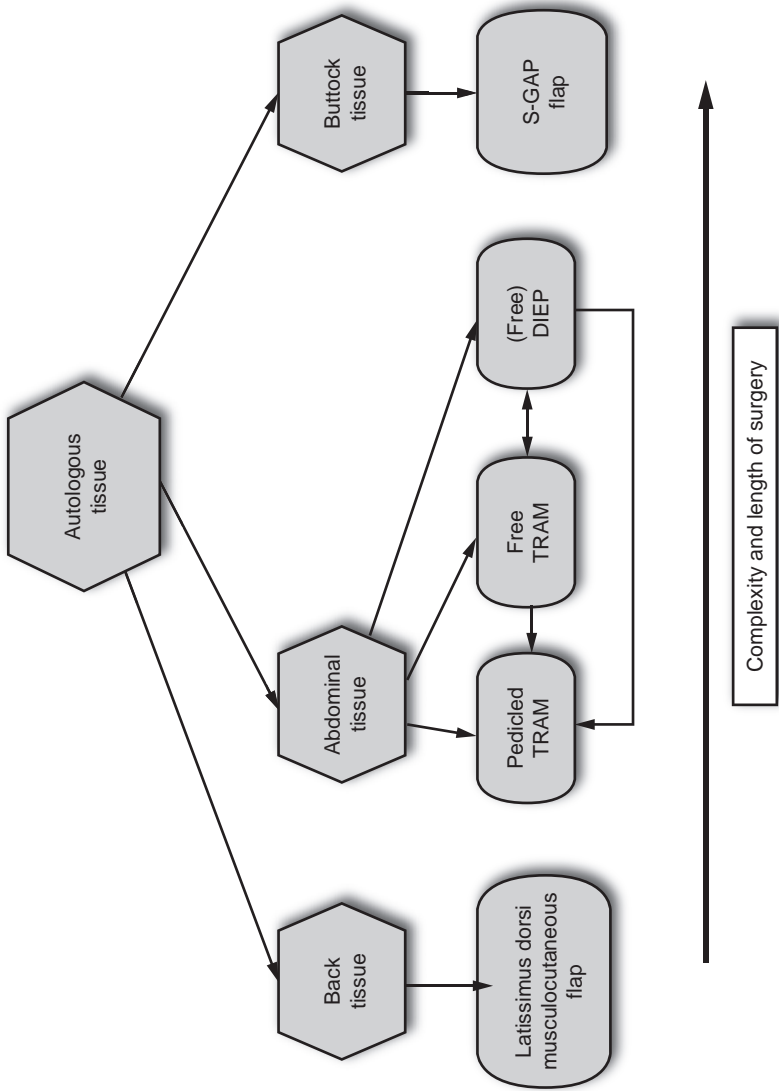 Autologous
tissue
Back
tissue
Abdominal
tissue
Buttock
tissue
Latissimus dorsi
musculocutaneous
flap
Pedicled
TRAM
Free
TRAM
(Free)
DIEP
S-GAP
flap
Complexity and length of surgery